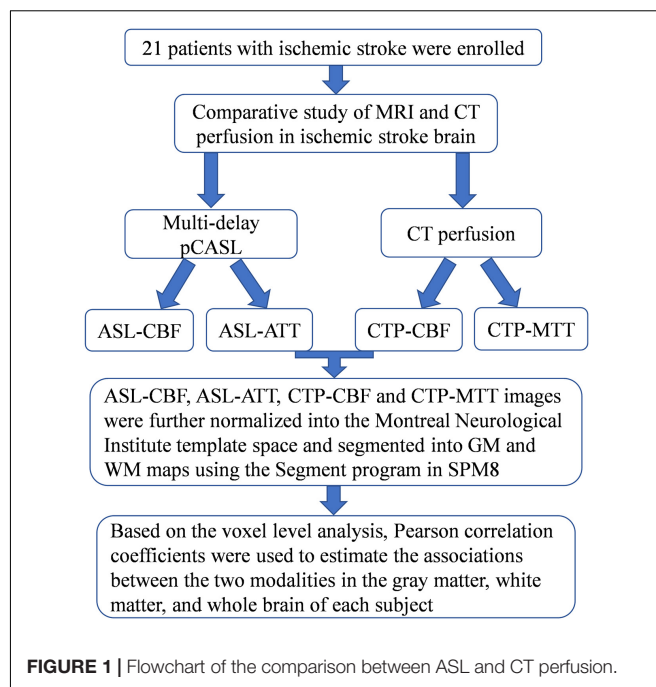 21 patients with ischemic stroke were enrolled
Comparative study of MRI and CT
perfusion in ischemic stroke brain
Multi-delay
pCASL
CT perfusion
ASL-CBF
ASL-ATT
CTP-CBF
CTP-MTT
ASL-CBF, ASL-ATT, CTP-CBF and CTP-MTT images
were further normalized into the Montreal Neurological
Institute template space and segmented into GM and
WM maps using the Segment program in SPM8
Based on the voxel level analysis, Pearson correlation
coefficients were used to estimate the associations
between the two modalities in the gray matter, white
matter, and whole brain of each subject
FIGURE 1 | Flowchart of the comparison between ASL and CT perfusion.